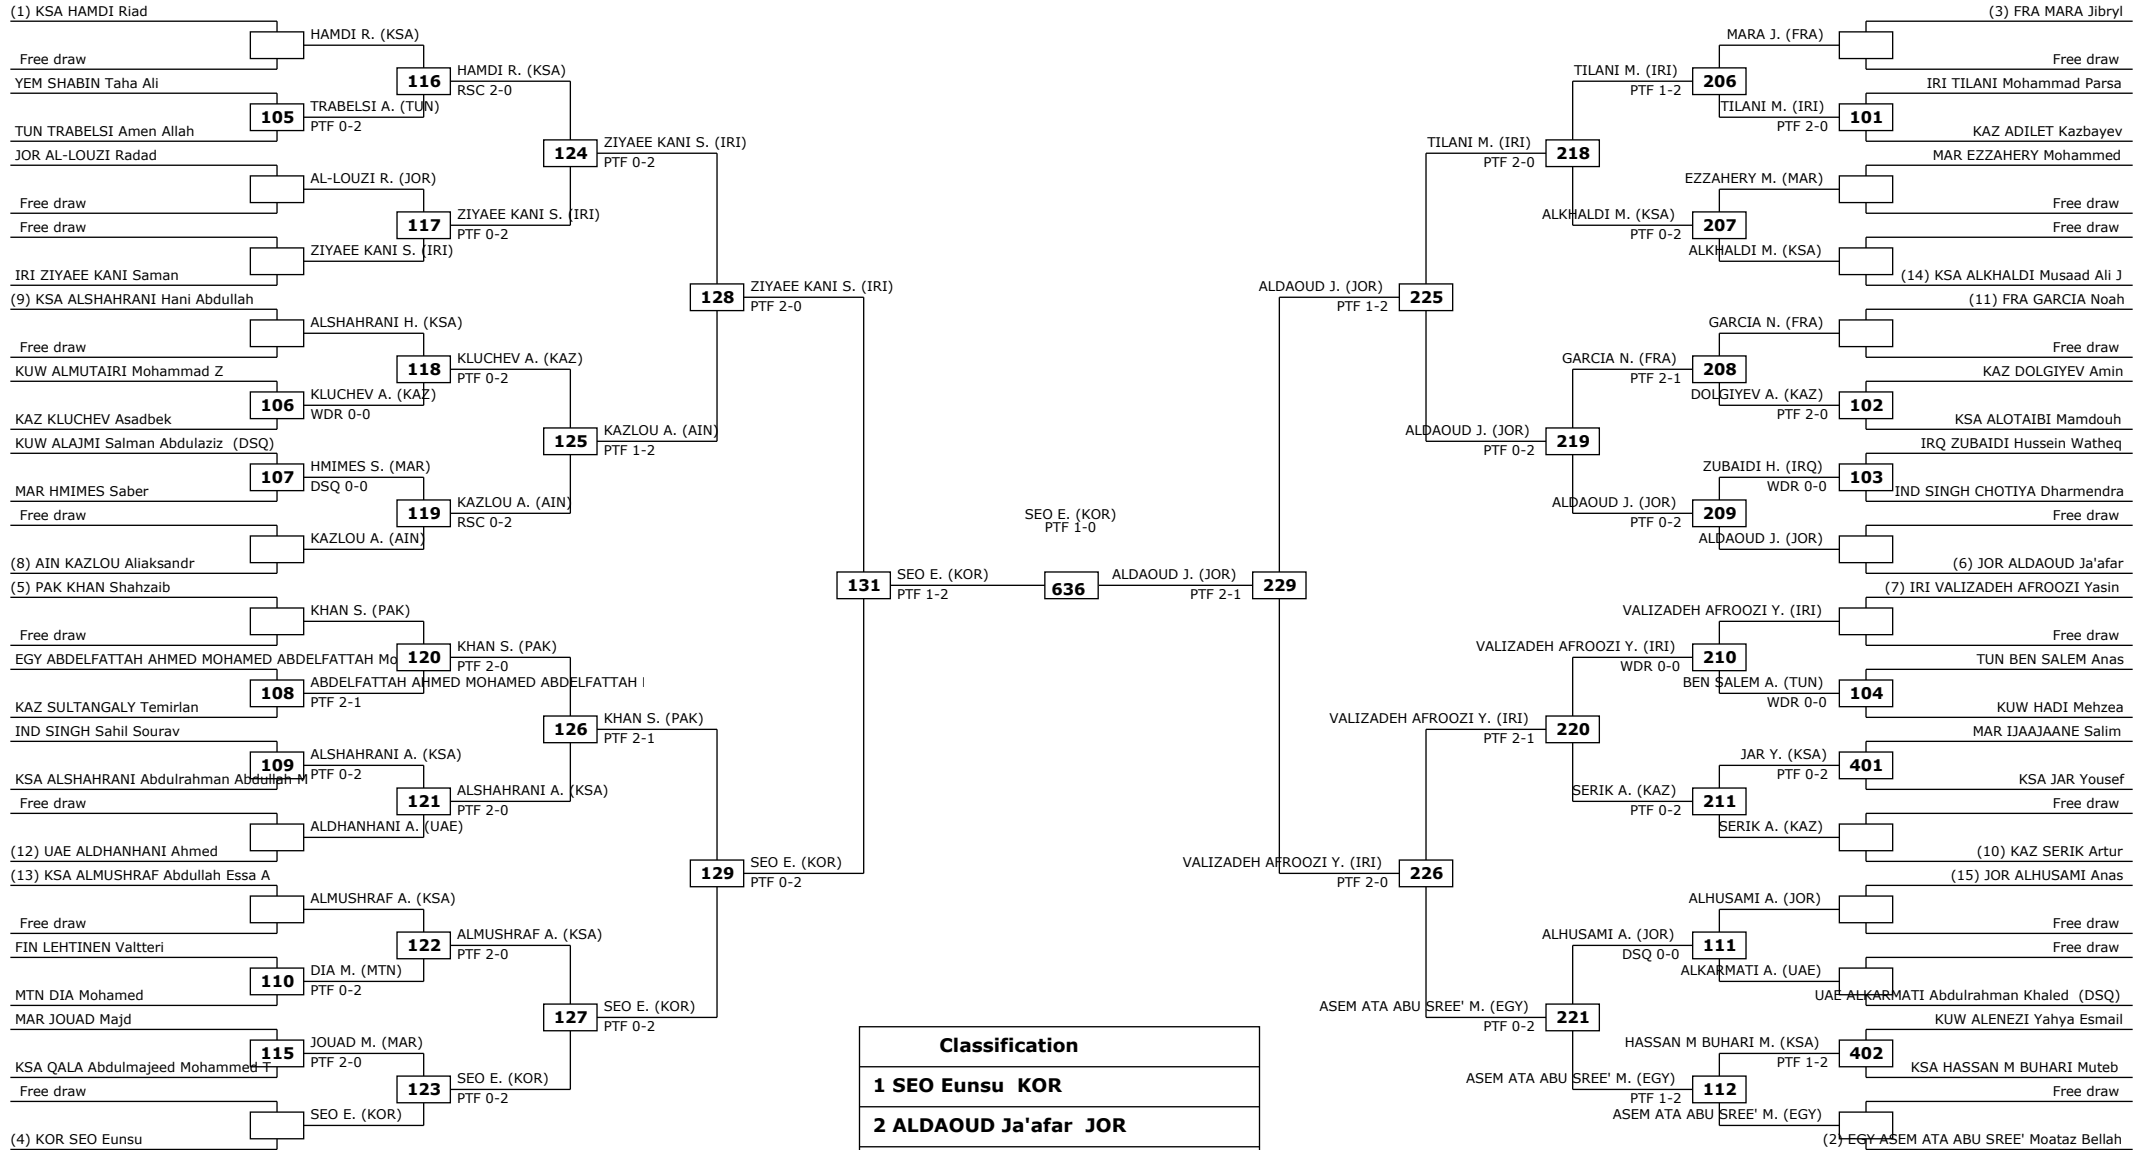 (1) KSA HAMDI Riad
Free draw
YEM SHABIN Taha Ali
TUN TRABELSI Amen Allah
JOR AL-LOUZI Radad
Free draw
Free draw
IRI ZIYAEE KANI Saman
(9) KSA ALSHAHRANI Hani Abdullah
Free draw
KUW ALMUTAIRI Mohammad Z
KAZ KLUCHEV Asadbek
KUW ALAJMI Salman Abdulaziz (DSQ)
MAR HMIMES Saber
Free draw
(8) AIN KAZLOU Aliaksandr
(5) PAK KHAN Shahzaib
Free draw
EGY ABDELFATTAH AHMED MOHAMED ABDELFATTAH Mo
KAZ SULTANGALY Temirlan
IND SINGH Sahil Sourav
KSA ALSHAHRANI Abdulrahman Abdullah M
Free draw
(12) UAE ALDHANHANI Ahmed
(13) KSA ALMUSHRAF Abdullah Essa A
Free draw
FIN LEHTINEN Valtteri
MTN DIA Mohamed
MAR JOUAD Majd
KSA QALA Abdulmajeed Mohammed T
Free draw
(4) KOR SEO Eunsu
HAMDI R. (KSA)
105
TRABELSI A. (TUN)
PTF 0-2
AL-LOUZI R. (JOR)
ZIYAEE KANI S. (IRI)
ALSHAHRANI H. (KSA)
106
KLUCHEV A. (KAZ)
WDR 0-0
107
HMIMES S. (MAR)
DSQ 0-0
KAZLOU A. (AIN)
KHAN S. (PAK)
108
ABDELFATTAH AHMED MOHAMED ABDELFATTAH
PTF 2-1
109
ALSHAHRANI A. (KSA)
PTF 0-2
ALDHANHANI A. (UAE)
ALMUSHRAF A. (KSA)
110
DIA M. (MTN)
PTF 0-2
115
JOUAD M. (MAR)
PTF 2-0
SEO E. (KOR)
116
HAMDI R. (KSA)
RSC 2-0
117
ZIYAEE KANI S. (IRI)
PTF 0-2
118
KLUCHEV A. (KAZ)
PTF 0-2
119
KAZLOU A. (AIN)
RSC 0-2
120
KHAN S. (PAK)
PTF 2-0
121
ALSHAHRANI A. (KSA)
PTF 2-0
122
ALMUSHRAF A. (KSA)
PTF 2-0
123
SEO E. (KOR)
PTF 0-2
124
ZIYAEE KANI S. (IRI)
PTF 0-2
125
KAZLOU A. (AIN)
PTF 1-2
126
KHAN S. (PAK)
PTF 2-1
127
SEO E. (KOR)
PTF 0-2
128
ZIYAEE KANI S. (IRI)
PTF 2-0
129
SEO E. (KOR)
PTF 0-2
131
SEO E. (KOR)
PTF 1-2
SEO E. (KOR)
PTF 1-0
636
ALDAOUD J. (JOR)
PTF 2-1
229
ALDAOUD J. (JOR)
PTF 1-2
225
VALIZADEH AFROOZI Y. (IRI)
PTF 2-0
226
TILANI M. (IRI)
PTF 2-0
218
ALDAOUD J. (JOR)
PTF 0-2
219
VALIZADEH AFROOZI Y. (IRI)
PTF 2-1
220
ASEM ATA ABU SREE' M. (EGY)
PTF 0-2
221
TILANI M. (IRI)
PTF 1-2
206
ALKHALDI M. (KSA)
PTF 0-2
207
GARCIA N. (FRA)
PTF 2-1
208
ALDAOUD J. (JOR)
PTF 0-2
209
VALIZADEH AFROOZI Y. (IRI)
WDR 0-0
210
SERIK A. (KAZ)
PTF 0-2
211
ALHUSAMI A. (JOR)
DSQ 0-0
111
ASEM ATA ABU SREE' M. (EGY)
PTF 1-2
112
MARA J. (FRA)
TILANI M. (IRI)
PTF 2-0
101
EZZAHERY M. (MAR)
ALKHALDI M. (KSA)
GARCIA N. (FRA)
DOLGIYEV A. (KAZ)
PTF 2-0
102
ZUBAIDI H. (IRQ)
WDR 0-0
103
ALDAOUD J. (JOR)
VALIZADEH AFROOZI Y. (IRI)
BEN SALEM A. (TUN)
WDR 0-0
104
JAR Y. (KSA)
PTF 0-2
401
SERIK A. (KAZ)
ALHUSAMI A. (JOR)
ALKARMATI A. (UAE)
HASSAN M BUHARI M. (KSA)
PTF 1-2
402
ASEM ATA ABU SREE' M. (EGY)
(3) FRA MARA Jibryl
Free draw
IRI TILANI Mohammad Parsa
KAZ ADILET Kazbayev
MAR EZZAHERY Mohammed
Free draw
Free draw
(14) KSA ALKHALDI Musaad Ali J
(11) FRA GARCIA Noah
Free draw
KAZ DOLGIYEV Amin
KSA ALOTAIBI Mamdouh
IRQ ZUBAIDI Hussein Watheq
IND SINGH CHOTIYA Dharmendra
Free draw
(6) JOR ALDAOUD Ja'afar
(7) IRI VALIZADEH AFROOZI Yasin
Free draw
TUN BEN SALEM Anas
KUW HADI Mehzea
MAR IJAAJAANE Salim
KSA JAR Yousef
Free draw
(10) KAZ SERIK Artur
(15) JOR ALHUSAMI Anas
Free draw
Free draw
UAE ALKARMATI Abdulrahman Khaled (DSQ)
KUW ALENEZI Yahya Esmail
KSA HASSAN M BUHARI Muteb
Free draw
(2) EGY ASEM ATA ABU SREE' Moataz Bellah
Classification
1 SEO Eunsu KOR
2 ALDAOUD Ja'afar JOR